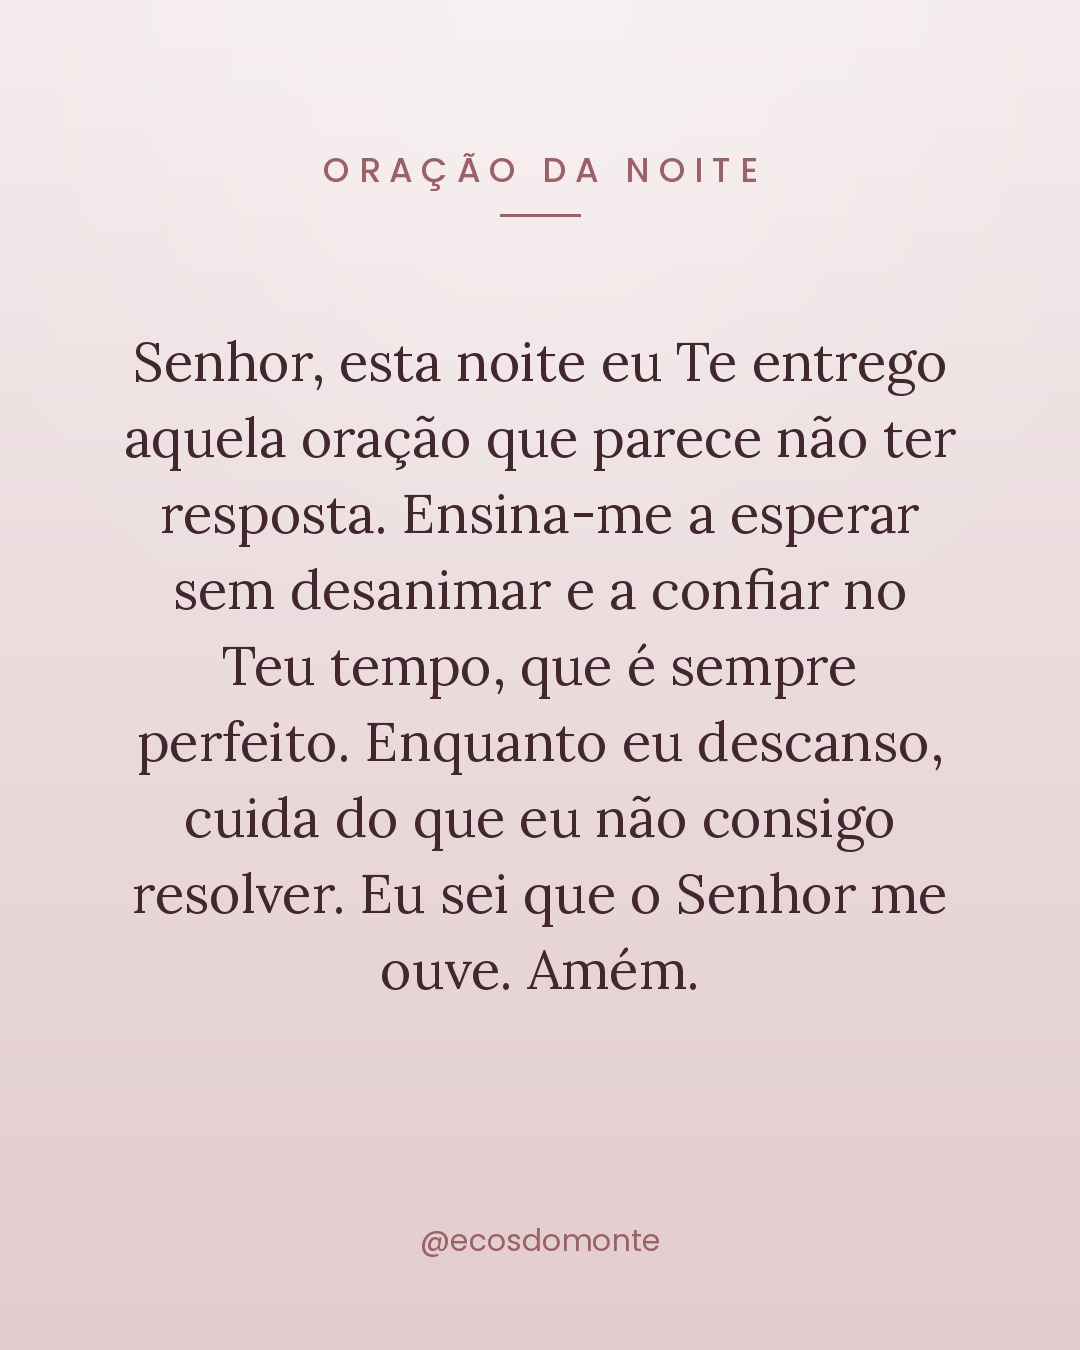 ORAÇÃO DA NOITE
Senhor, esta noite eu Te entrego
aquela oração que parece não ter
resposta. Ensina-me a esperar
sem desanimar e a confiar no
Teu tempo, que é sempre
perfeito. Enquanto eu descanso,
cuida do que eu não consigo
resolver. Eu sei que o Senhor me
ouve. Amém.
@ecosdomonte